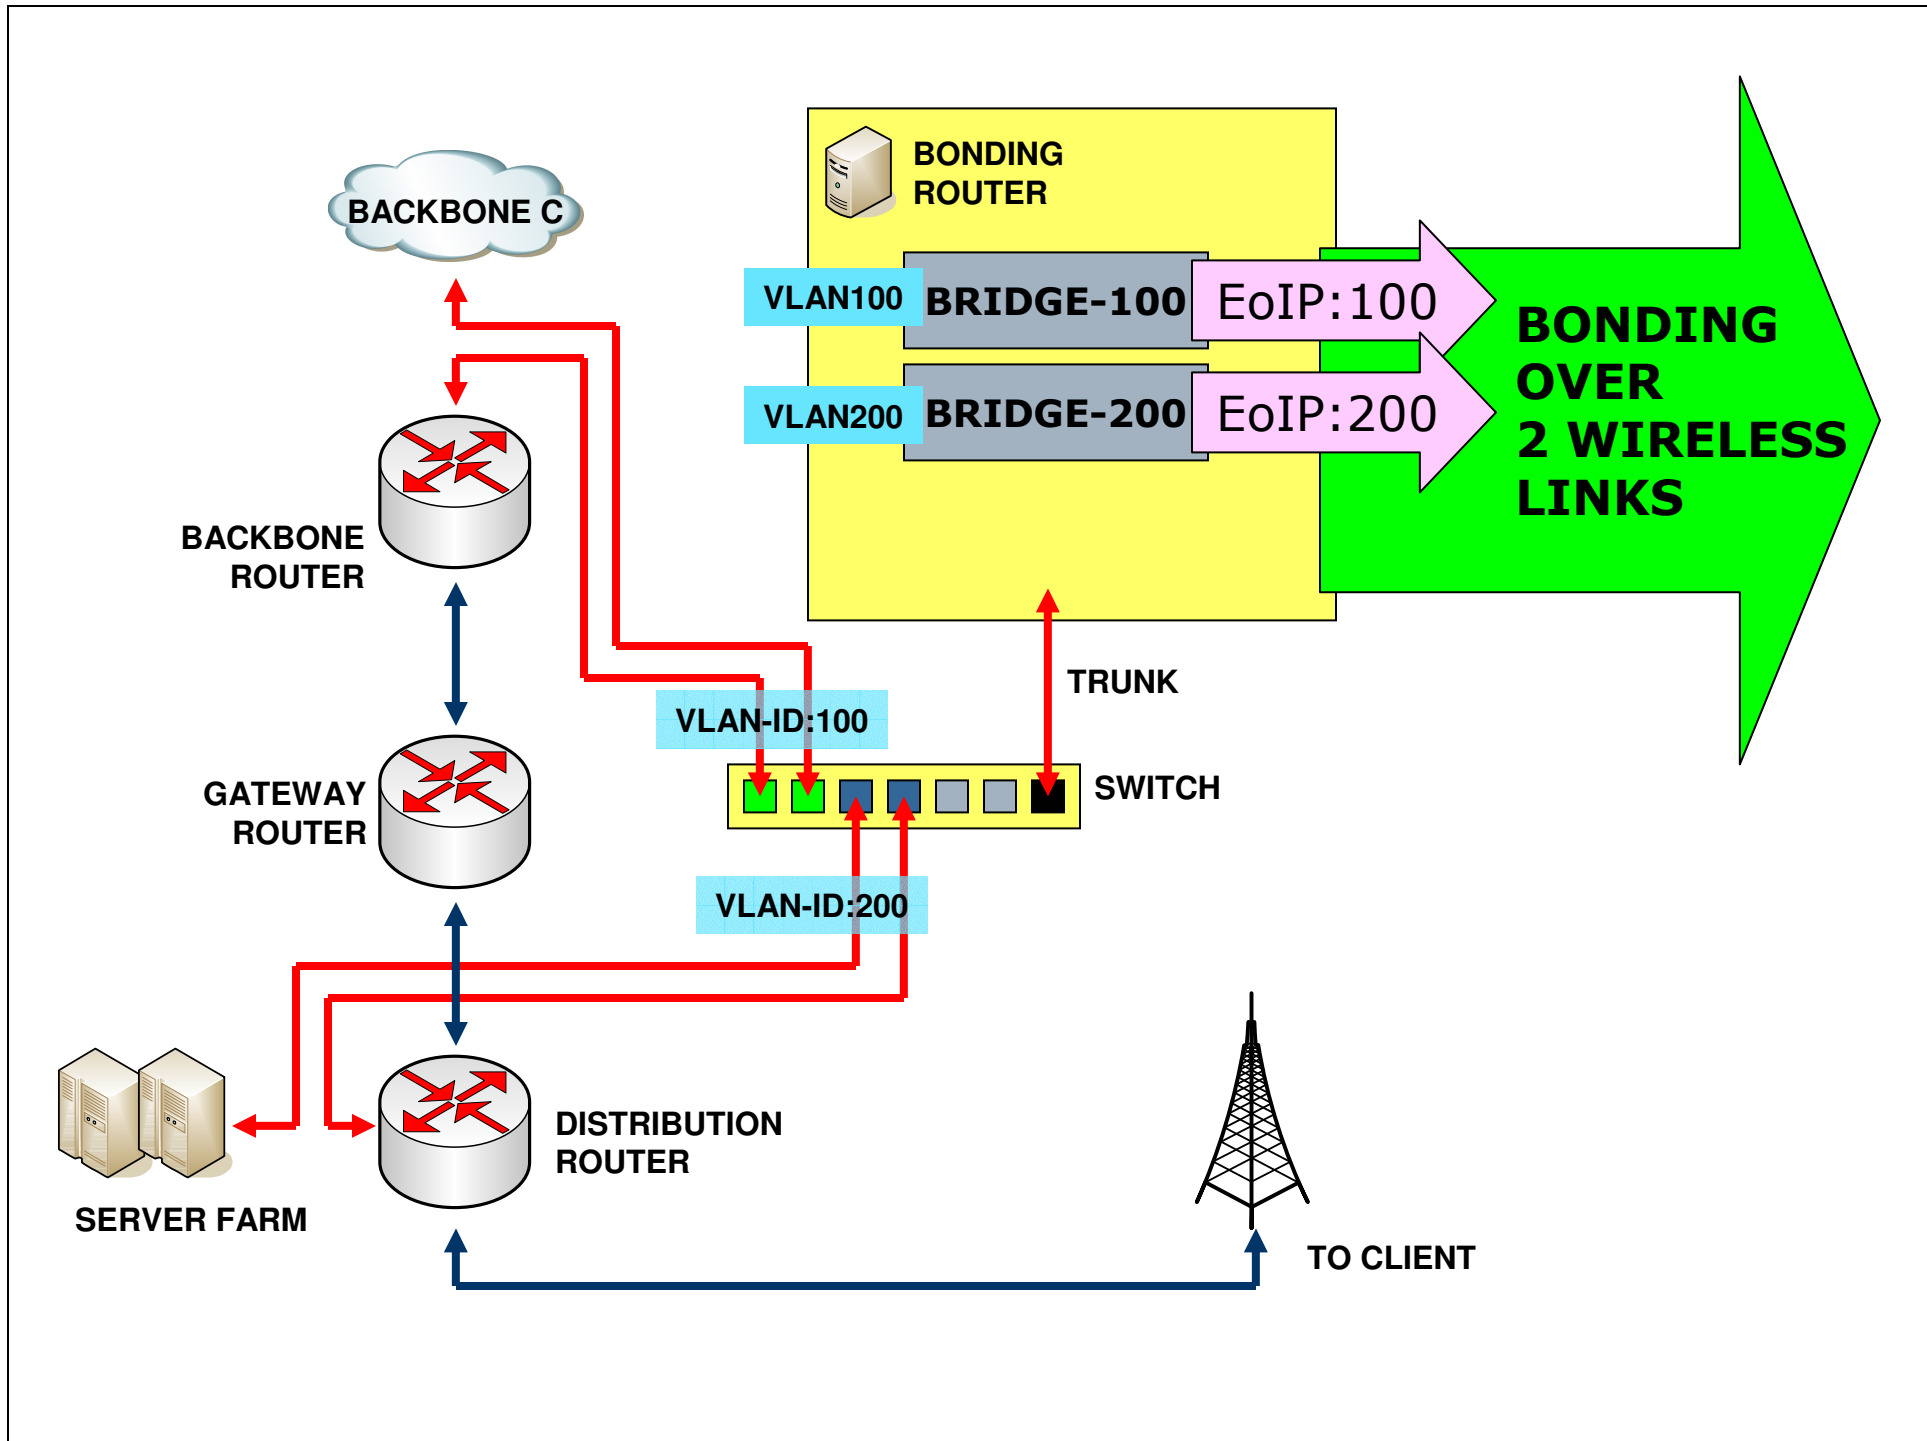 BONDING
ROUTER
BACKBONE C
VLAN100
BRIDGE-100
EoIP:100
VLAN200
BRIDGE-200
EoIP:200
BONDING
OVER
2 WIRELESS
LINKS
BACKBONE
ROUTER
TRUNK
VLAN-ID:100
GATEWAY
ROUTER
SWITCH
VLAN-ID:200
DISTRIBUTION
ROUTER
SERVER FARM
TO CLIENT